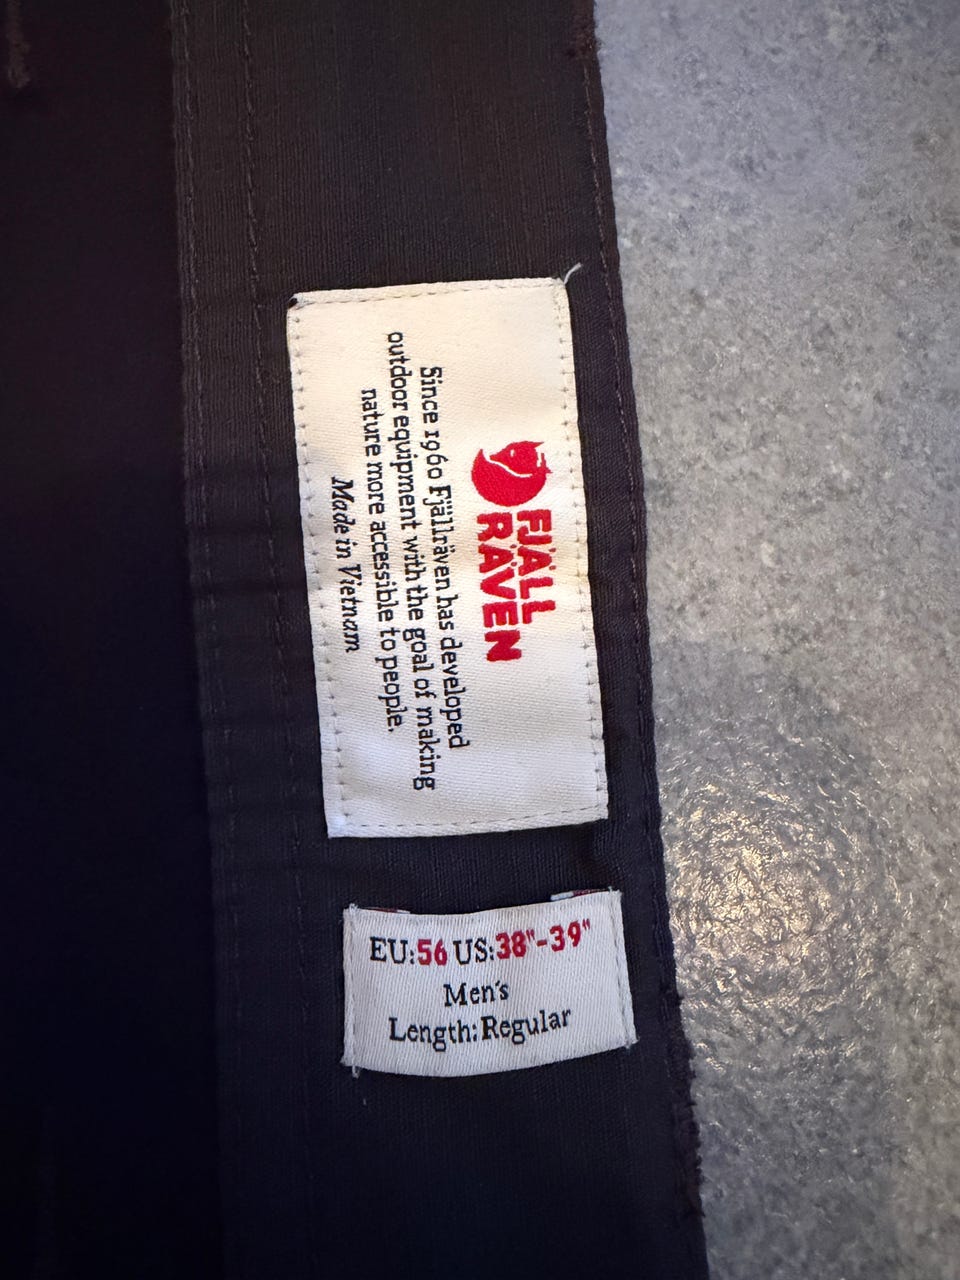 FJÄLL
RÄVEN
Since 1960 Fjällräven has developed
outdoor equipment with the goal of making
nature more accessible to people.
Made in Vietnam
EU:56 US:38"-39"
Men's
Length:Regular